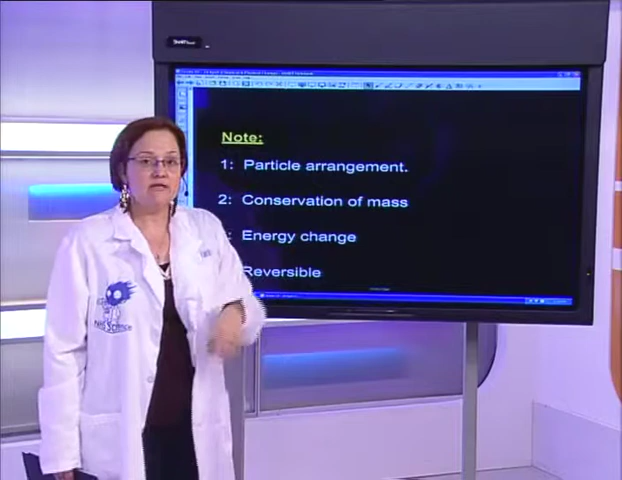 Note:
1: Particle arrangement.
2: Conservation of mass
: Energy change
Reversible